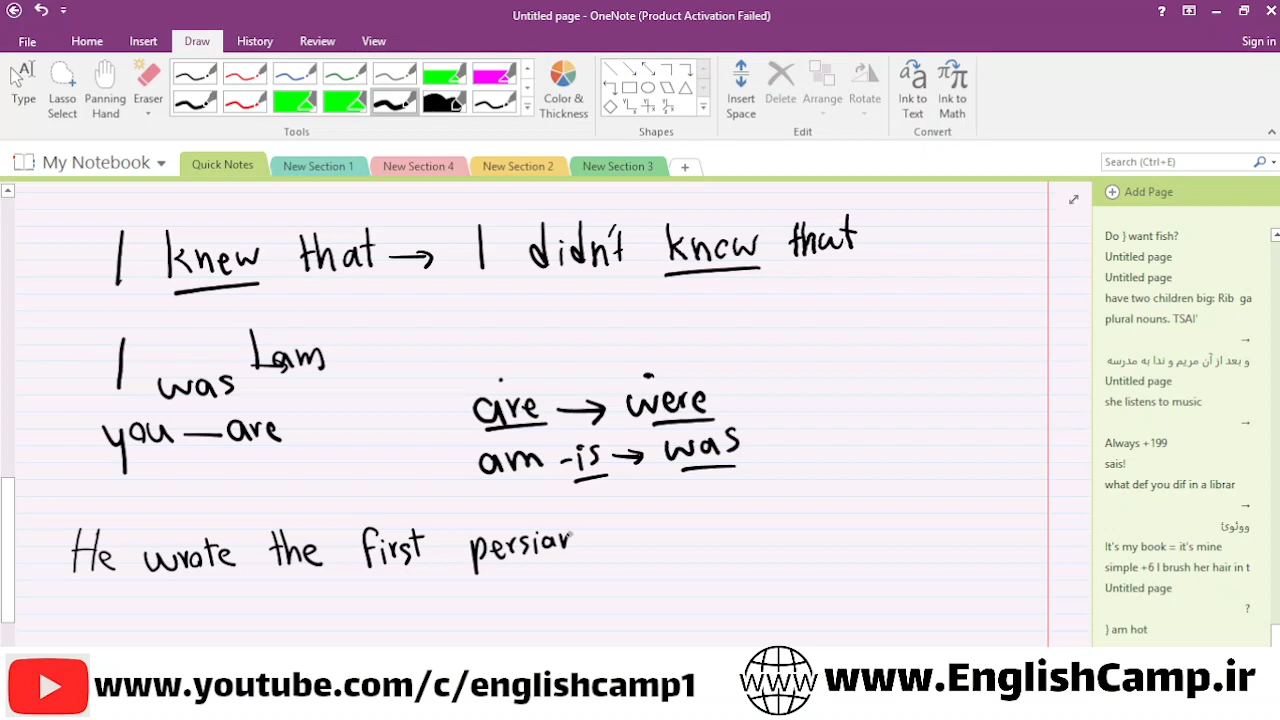 Untitled page - OneNote (Product Activation Failed)
File Home Insert Draw History Review View Sign in
Type Lasso Select Panning Hand Eraser Color & Thickness Insert Space Delete Arrange Rotate Ink to Text Ink to Math
Tools Shapes Edit Convert
My Notebook Quick Notes New Section 1 New Section 4 New Section 2 New Section 3 Search (Ctrl+E)
Add Page
I knew that → I didn't know that
I was I am
you — are
are → were
am - is → was
He wrote the first persian
Do } want fish?
Untitled page
Untitled page
have two children big: Rib ga
plural nouns. TSAI'
→
و بعد از آن مریم و ندا به مدرسه
Untitled page
she listens to music
→
Always +199
sais!
what def you dif in a librar
→
ووئوئ
It's my book = it's mine
simple +6 I brush her hair in t
Untitled page
?
} am hot
www.youtube.com/c/englishcamp1
WWW www.EnglishCamp.ir